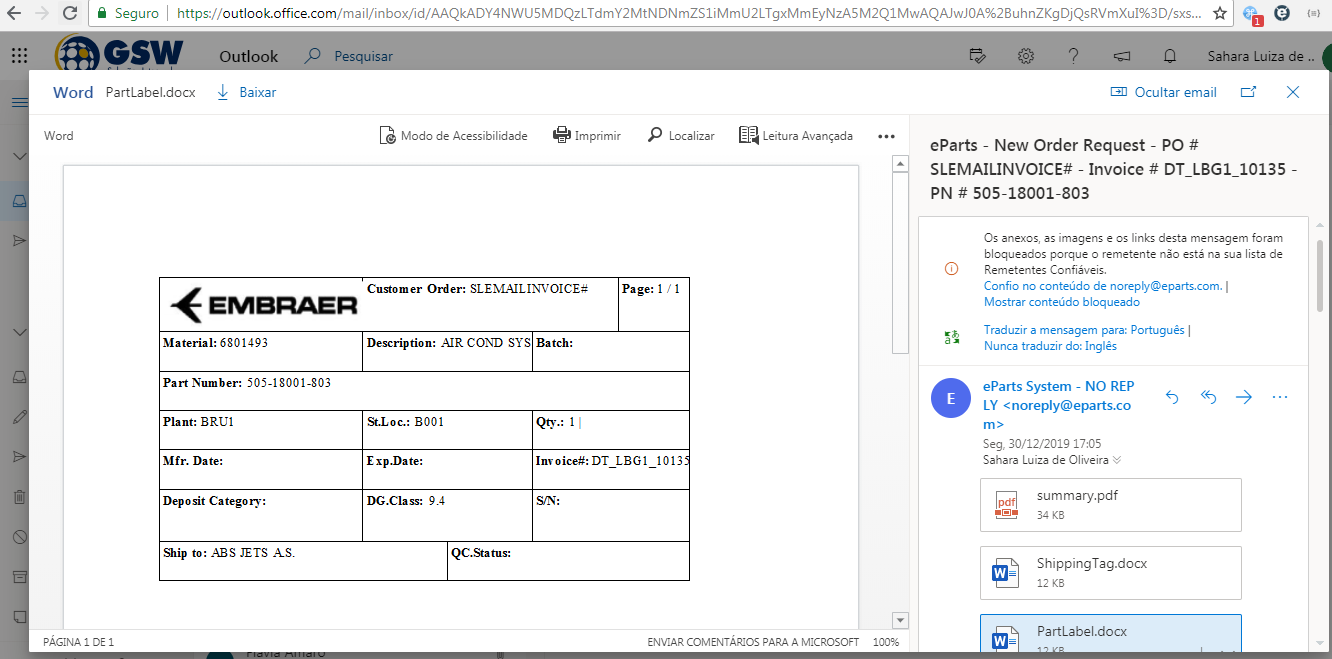 Seguro
https://outlook.office.com/mail/inbox/id/AAQkADY4NWU5MDQzLTdmY2MtNDNmZS1iMmU2LTgxMmEyNzA5M2Q1MwAQAJwJ0A%2BuhnZKgDjQsRVmXuI%3D/sxs...
1
GSW
Outlook
Pesquisar
Sahara Luiza de ..
Word PartLabel.docx Baixar
Ocultar email
Word
Modo de Acessibilidade
Imprimir
Localizar
Leitura Avançada
EMBRAER
Customer Order: SLEMAILINVOICE#
Page: 1 / 1
Material: 6801493
Description: AIR COND SYS
Batch:
Part Number: 505-18001-803
Plant: BRU1
St.Loc.: B001
Qty.: 1 |
Mfr. Date:
Exp.Date:
Invoice#: DT_LBG1_10135
Deposit Category:
DG.Class: 9.4
S/N:
Ship to: ABS JETS A.S.
QC.Status:
PÁGINA 1 DE 1
ENVIAR COMENTÁRIOS PARA A MICROSOFT
100%
eParts - New Order Request - PO #
SLEMAILINVOICE# - Invoice # DT_LBG1_10135 -
PN # 505-18001-803
Os anexos, as imagens e os links desta mensagem foram
bloqueados porque o remetente não está na sua lista de
Remetentes Confiáveis.
Confio no conteúdo de noreply@eparts.com. |
Mostrar conteúdo bloqueado
Traduzir a mensagem para: Português |
Nunca traduzir do: Inglês
E
eParts System - NO REP
LY <noreply@eparts.co
m>
Seg, 30/12/2019 17:05
Sahara Luiza de Oliveira
pdf
summary.pdf
34 KB
W
ShippingTag.docx
12 KB
W
PartLabel.docx
12 KB
Flavia Amaro